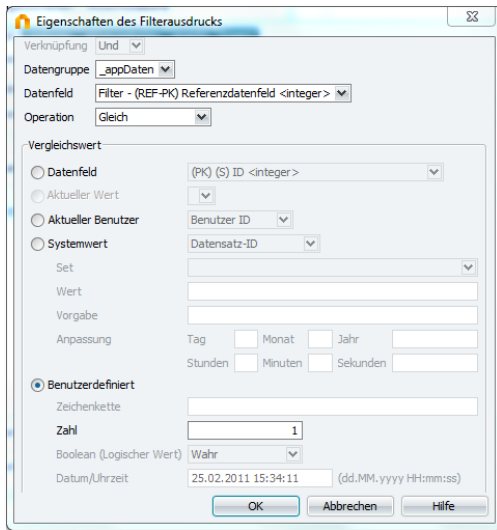 Eigenschaften des Filterausdrucks
Verknüpfung Und
Datengruppe _appDaten
Datenfeld Filter - (REF-PK) Referenzdatenfeld <integer>
Operation Gleich
Vergleichswert
Datenfeld (PK) (S) ID <integer>
Aktueller Wert
Aktueller Benutzer Benutzer ID
Systemwert Datensatz-ID
Set
Wert
Vorgabe
Anpassung Tag Monat Jahr
Stunden Minuten Sekunden
Benutzerdefiniert
Zeichenkette
Zahl 1
Boolean (Logischer Wert) Wahr
Datum/Uhrzeit 25.02.2011 15:34:11 (dd.MM.yyyy HH:mm:ss)
OK Abbrechen Hilfe